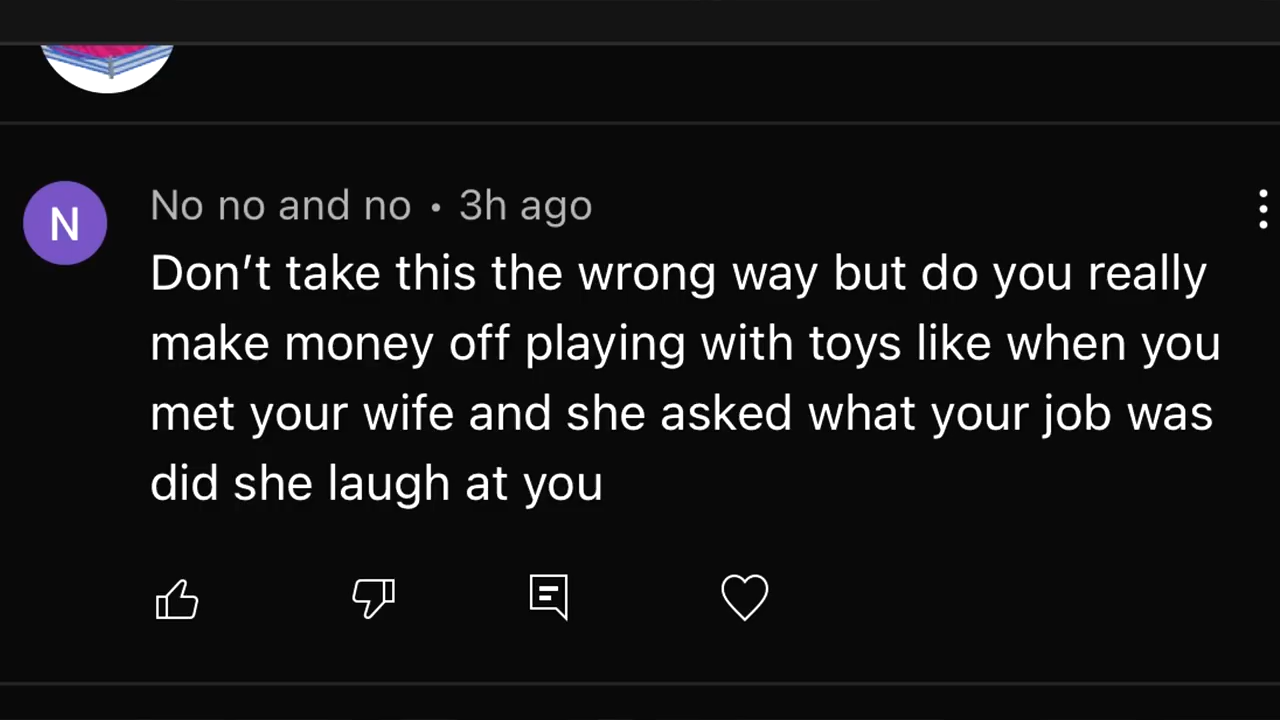 N
No no and no • 3h ago
Don’t take this the wrong way but do you really
make money off playing with toys like when you
met your wife and she asked what your job was
did she laugh at you